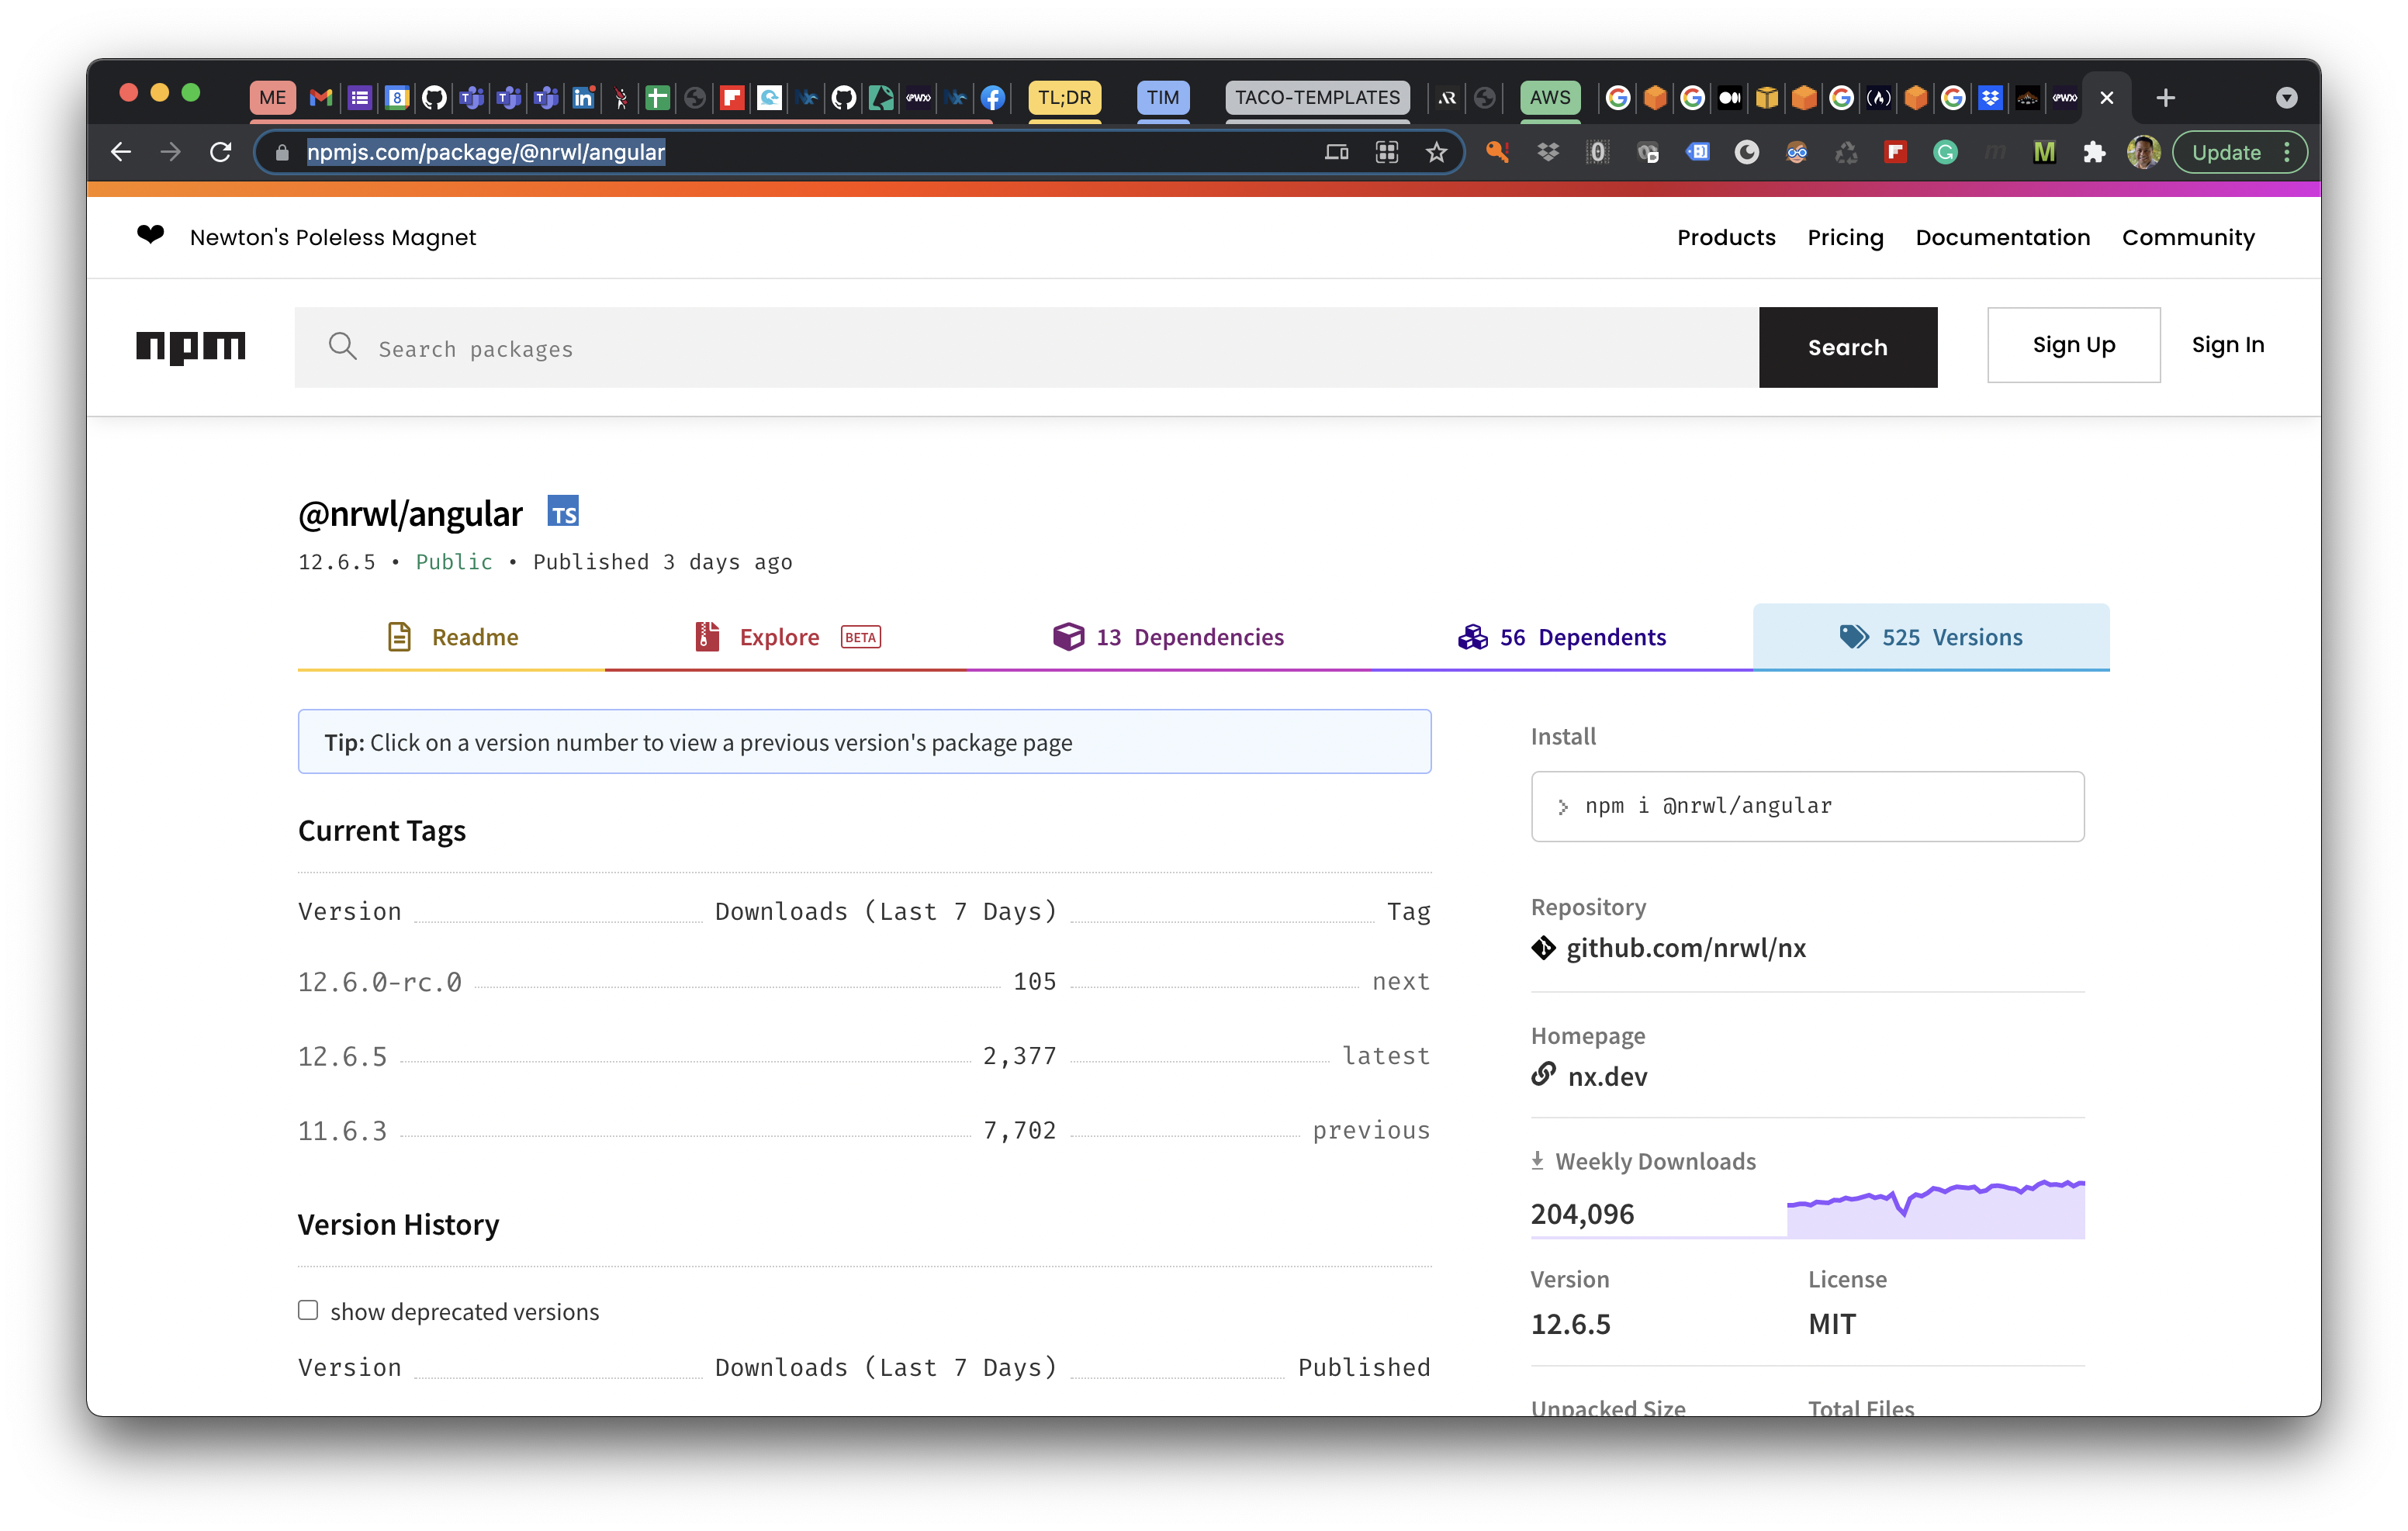 ME TL;DR TIM TACO-TEMPLATES AWS
npmjs.com/package/@nrwl/angular Update
Newton's Poleless Magnet Products Pricing Documentation Community
npm Search packages Search Sign Up Sign In
@nrwl/angular TS
12.6.5 • Public • Published 3 days ago
Readme Explore BETA 13 Dependencies 56 Dependents 525 Versions
Tip: Click on a version number to view a previous version's package page
Current Tags
Version Downloads (Last 7 Days) Tag
12.6.0-rc.0 105 next
12.6.5 2,377 latest
11.6.3 7,702 previous
Version History
show deprecated versions
Version Downloads (Last 7 Days) Published
Install
npm i @nrwl/angular
Repository
github.com/nrwl/nx
Homepage
nx.dev
Weekly Downloads
204,096
Version License
12.6.5 MIT
Unpacked Size Total Files